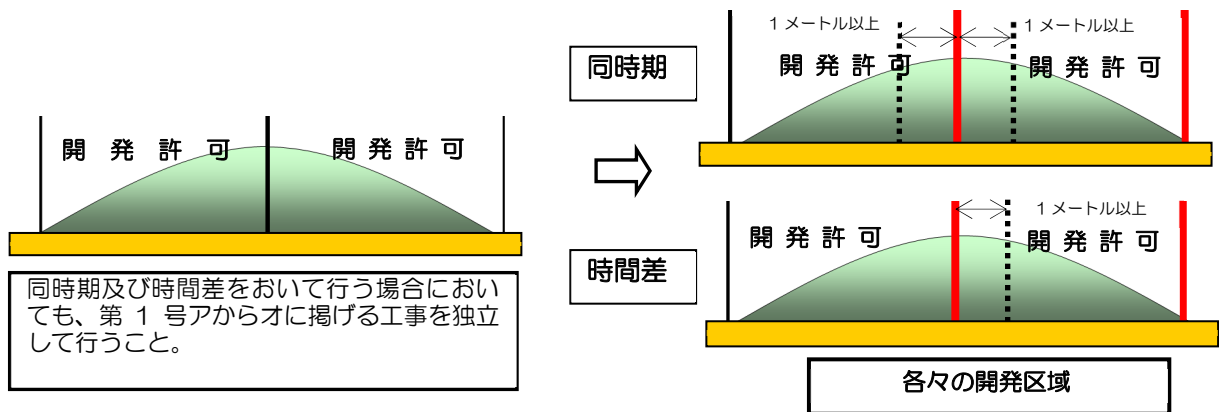 開 発 許 可
開 発 許 可
同時期及び時間差をおいて行う場合におい
ても、第 1 号アからオに掲げる工事を独立
して行うこと。
同時期
1 メートル以上
1 メートル以上
開 発 許 可
開 発 許 可
時間差
1 メートル以上
開 発 許 可
開 発 許 可
各々の開発区域